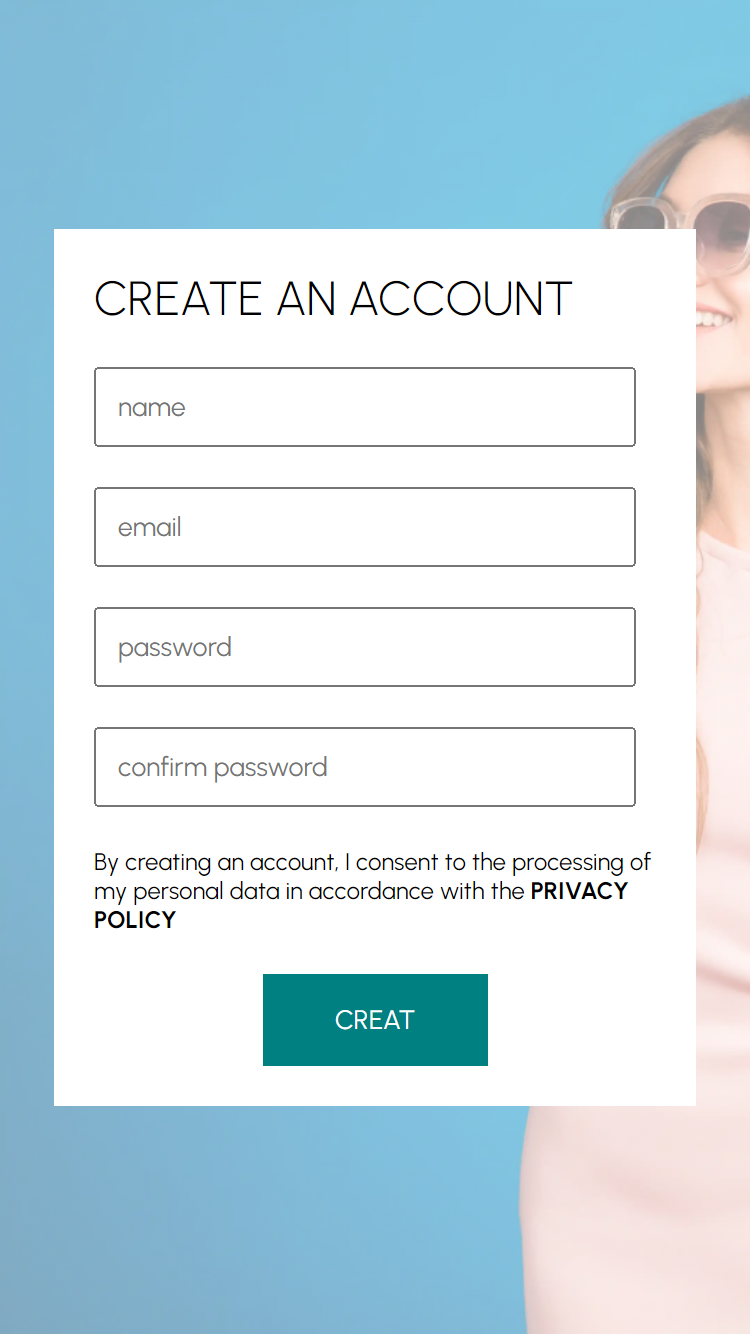 CREATE AN ACCOUNT
name
email
password
confirm password
By creating an account, I consent to the processing of
my personal data in accordance with the PRIVACY
POLICY
CREAT